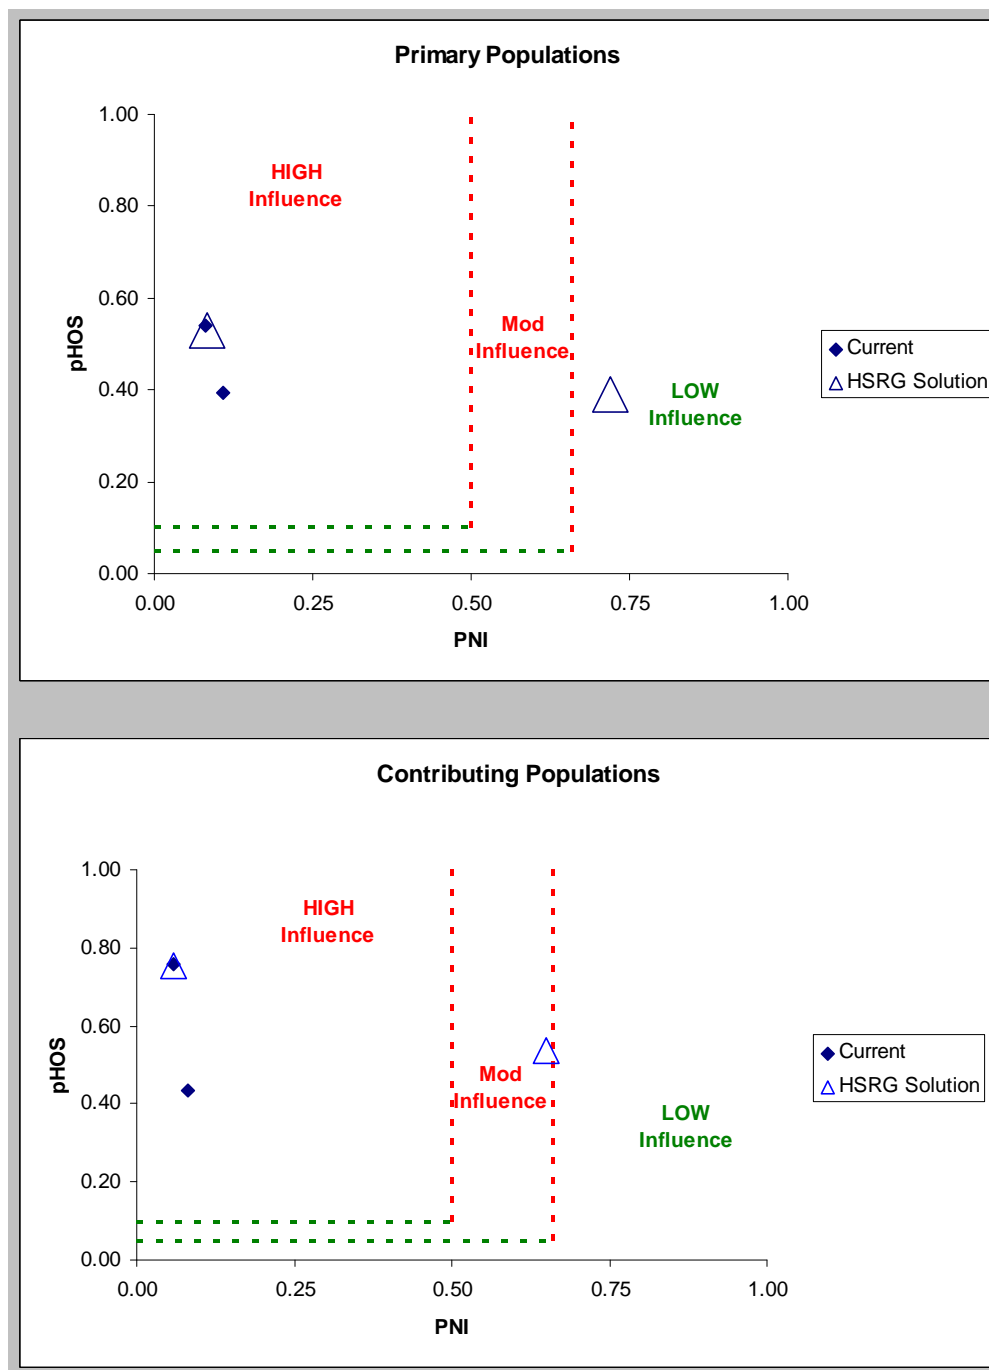 Primary Populations
1.00
HIGH
Influence
0.80
0.60
Mod
Influence
pHOS
Current
HSRG Solution
0.40
LOW
Influence
0.20
0.00
0.00 0.25 0.50 0.75 1.00
PNI
Contributing Populations
1.00
HIGH
Influence
0.80
0.60
pHOS
Current
HSRG Solution
Mod
Influence
0.40
LOW
Influence
0.20
0.00
0.00 0.25 0.50 0.75 1.00
PNI